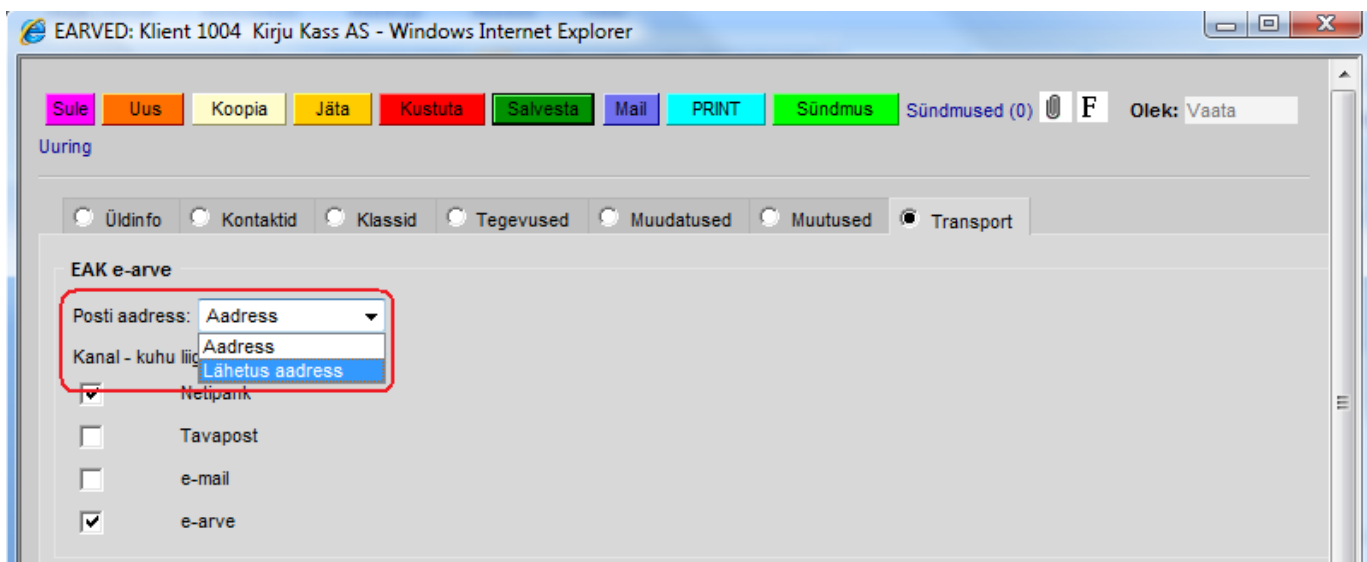 EARVED: Klient 1004 Kirju Kass AS - Windows Internet Explorer
Sule Uus Koopia Jäta Kustuta Salvesta Mail PRINT Sündmus Sündmused (0) F Olek: Vaata
Uuring
Üldinfo Kontaktid Klassid Tegevused Muudatused Muutused Transport
EAK e-arve
Posti aadress: Aadress
Aadress
Kanal - kuhu liig
Lähetus aadress
Netipank
Tavapost
e-mail
e-arve